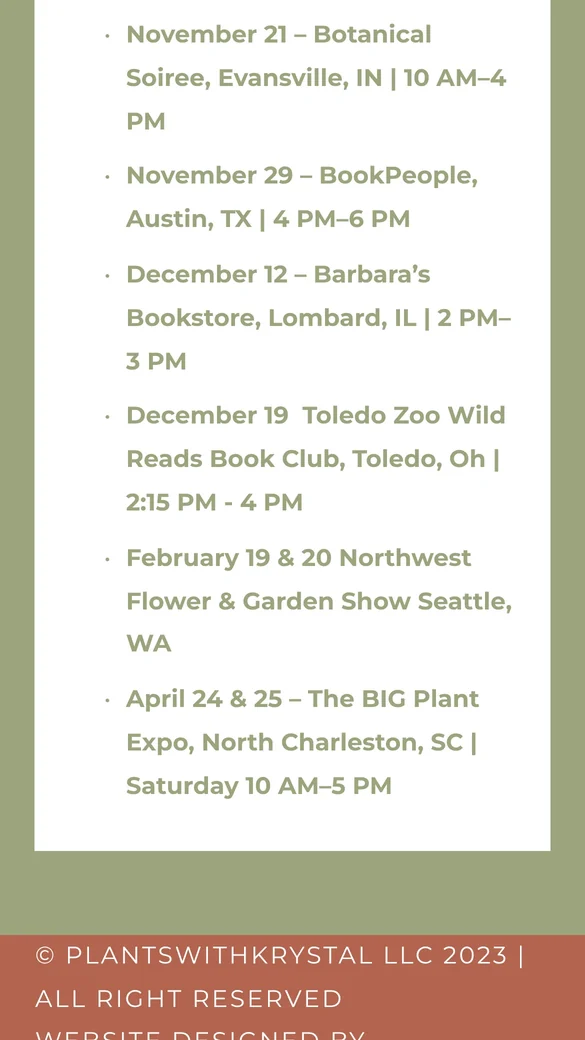 · November 21 – Botanical
Soiree, Evansville, IN | 10 AM–4
PM
· November 29 – BookPeople,
Austin, TX | 4 PM–6 PM
· December 12 – Barbara’s
Bookstore, Lombard, IL | 2 PM–
3 PM
· December 19  Toledo Zoo Wild
Reads Book Club, Toledo, Oh |
2:15 PM - 4 PM
· February 19 & 20 Northwest
Flower & Garden Show Seattle,
WA
· April 24 & 25 – The BIG Plant
Expo, North Charleston, SC |
Saturday 10 AM–5 PM
© PLANTSWITHKRYSTAL LLC 2023 |
ALL RIGHT RESERVED
WEBSITE DESIGNED BY